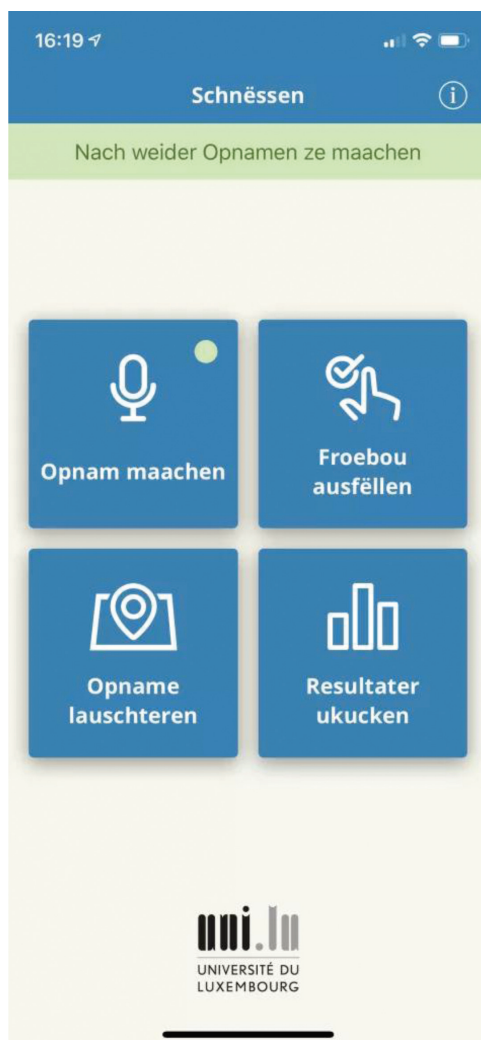 16:19
Schnëssen
Nach weider Opnamen ze maachen
Opnam maachen
Froebou
ausfëllen
Opname
lauschteren
Resultater
ukucken
uni.lu
UNIVERSITÉ DU
LUXEMBOURG